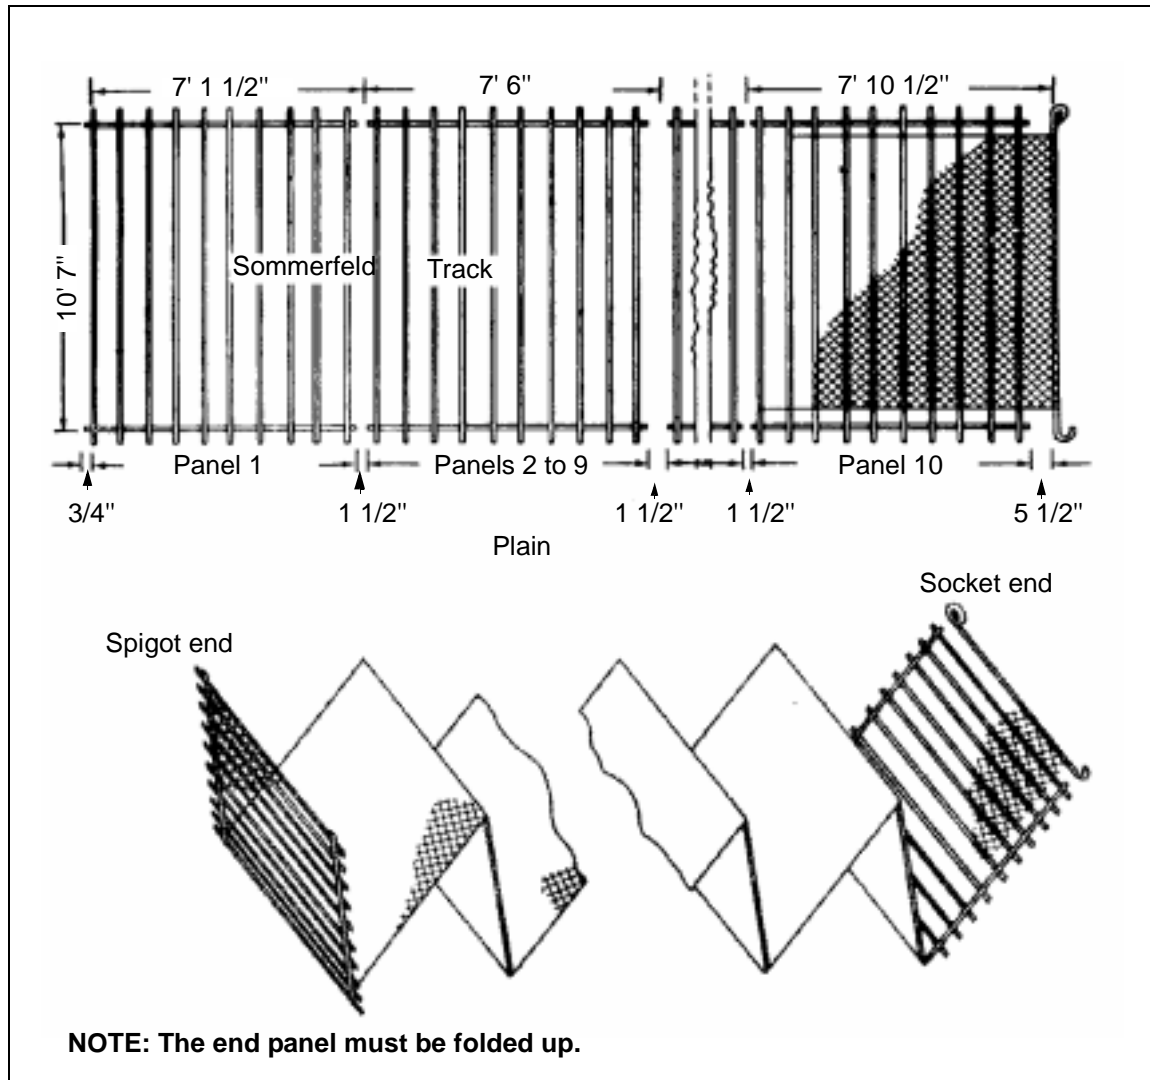 7' 1 1/2"
7' 6"
7' 10 1/2"
10' 7"
Sommerfeld
Track
Panel 1
Panels 2 to 9
Panel 10
3/4"
1 1/2"
1 1/2"
1 1/2"
5 1/2"
Plain
Socket end
Spigot end
NOTE: The end panel must be folded up.